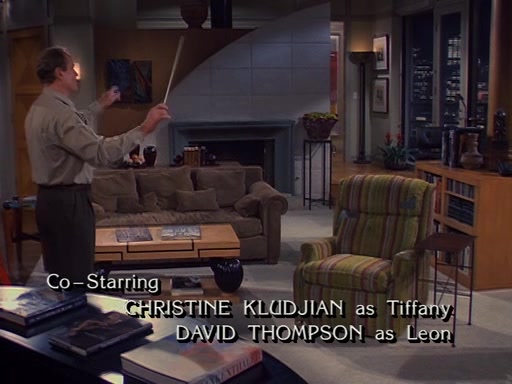 Co-Starring
CHRISTINE KLUDJIAN as Tiffany
DAVID THOMPSON as Leon